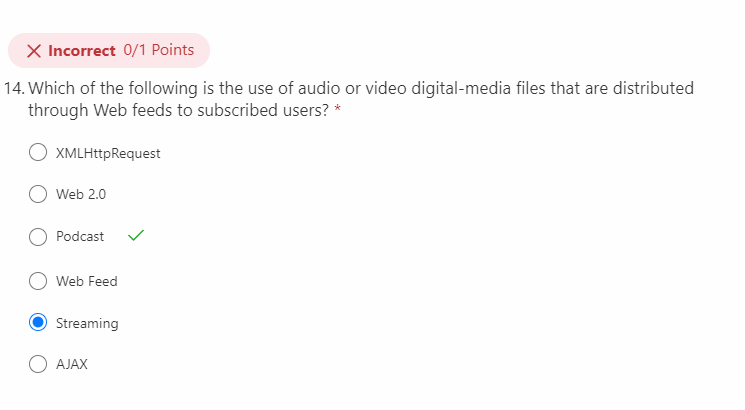 Incorrect 0/1 Points
14. Which of the following is the use of audio or video digital-media files that are distributed
through Web feeds to subscribed users? *
XMLHttpRequest
Web 2.0
Podcast
Web Feed
Streaming
AJAX